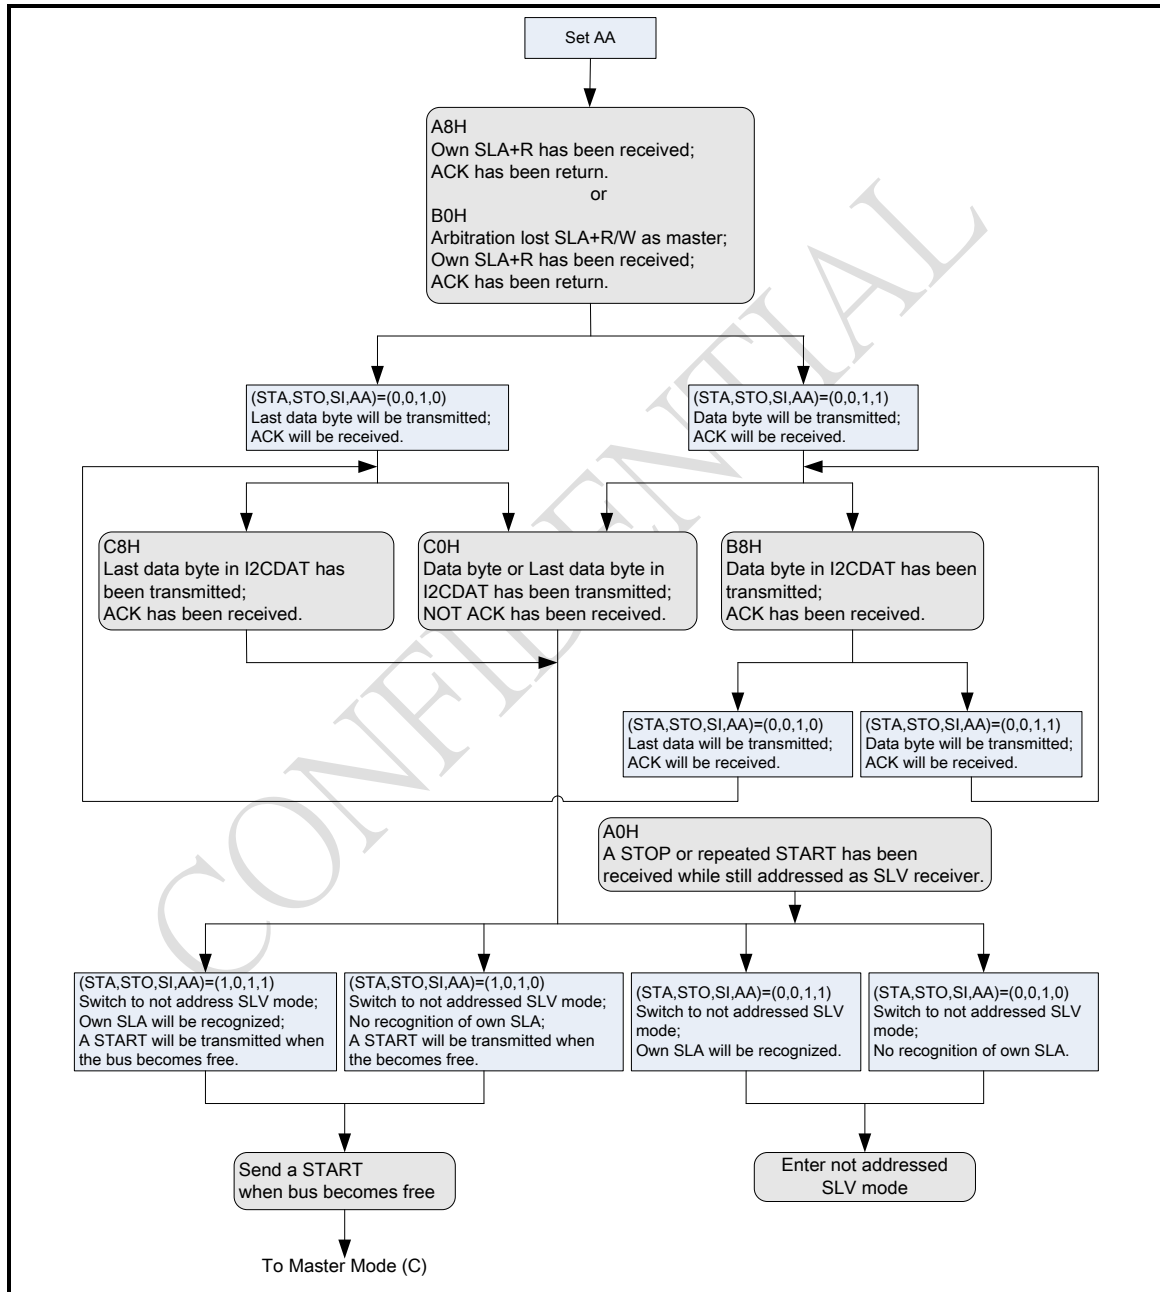 Set AA
A8H
Own SLA+R has been received;
ACK has been return.
or
B0H
Arbitration lost SLA+R/W as master;
Own SLA+R has been received;
ACK has been return.
(STA,STO,SI,AA)=(0,0,1,0)
Last data byte will be transmitted;
ACK will be received.
(STA,STO,SI,AA)=(0,0,1,1)
Data byte will be transmitted;
ACK will be received.
C8H
Last data byte in I2CDAT has
been transmitted;
ACK has been received.
C0H
Data byte or Last data byte in
I2CDAT has been transmitted;
NOT ACK has been received.
B8H
Data byte in I2CDAT has been
transmitted;
ACK has been received.
(STA,STO,SI,AA)=(0,0,1,0)
Last data will be transmitted;
ACK will be received.
(STA,STO,SI,AA)=(0,0,1,1)
Data byte will be transmitted;
ACK will be received.
A0H
A STOP or repeated START has been
received while still addressed as SLV receiver.
(STA,STO,SI,AA)=(1,0,1,1)
Switch to not address SLV mode;
Own SLA will be recognized;
A START will be transmitted when
the bus becomes free.
(STA,STO,SI,AA)=(1,0,1,0)
Switch to not addressed SLV mode;
No recognition of own SLA;
A START will be transmitted when
the becomes free.
(STA,STO,SI,AA)=(0,0,1,1)
Switch to not addressed SLV
mode;
Own SLA will be recognized.
(STA,STO,SI,AA)=(0,0,1,0)
Switch to not addressed SLV
mode;
No recognition of own SLA.
Send a START
when bus becomes free
Enter not addressed
SLV mode
To Master Mode (C)
CONFIDENTIAL